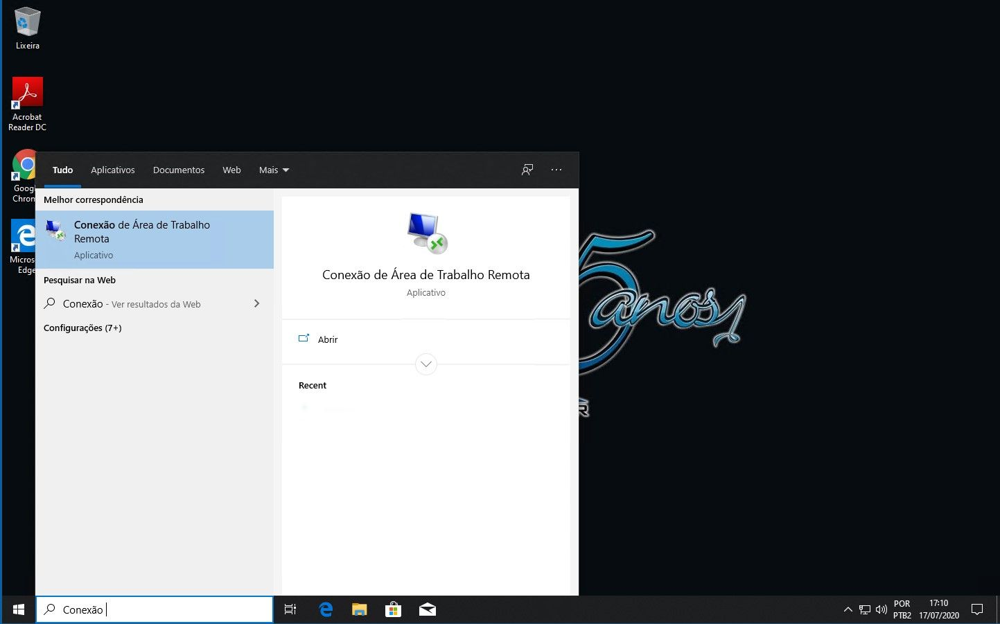 Lixeira
Acrobat
Reader DC
Tudo
Aplicativos
Documentos
Web
Mais
Melhor correspondência
Conexão de Área de Trabalho
Remota
Aplicativo
Pesquisar na Web
Conexão - Ver resultados da Web
Configurações (7+)
Conexão de Área de Trabalho Remota
Aplicativo
Abrir
Recent
Googl
Chrom
Micros
Edge
5 anos
R
Conexão
POR
PTB2
17:10
17/07/2020